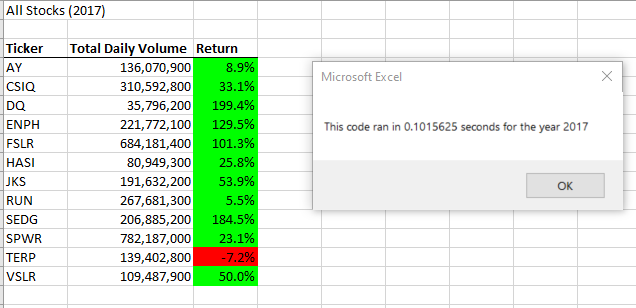 All Stocks (2017)
Ticker Total Daily Volume Return
AY 136,070,900 8.9%
CSIQ 310,592,800 33.1%
DQ 35,796,200 199.4%
ENPH 221,772,100 129.5%
FSLR 684,181,400 101.3%
HASI 80,949,300 25.8%
JKS 191,632,200 53.9%
RUN 267,681,300 5.5%
SEDG 206,885,200 184.5%
SPWR 782,187,000 23.1%
TERP 139,402,800 -7.2%
VSLR 109,487,900 50.0%
Microsoft Excel
This code ran in 0.1015625 seconds for the year 2017
OK